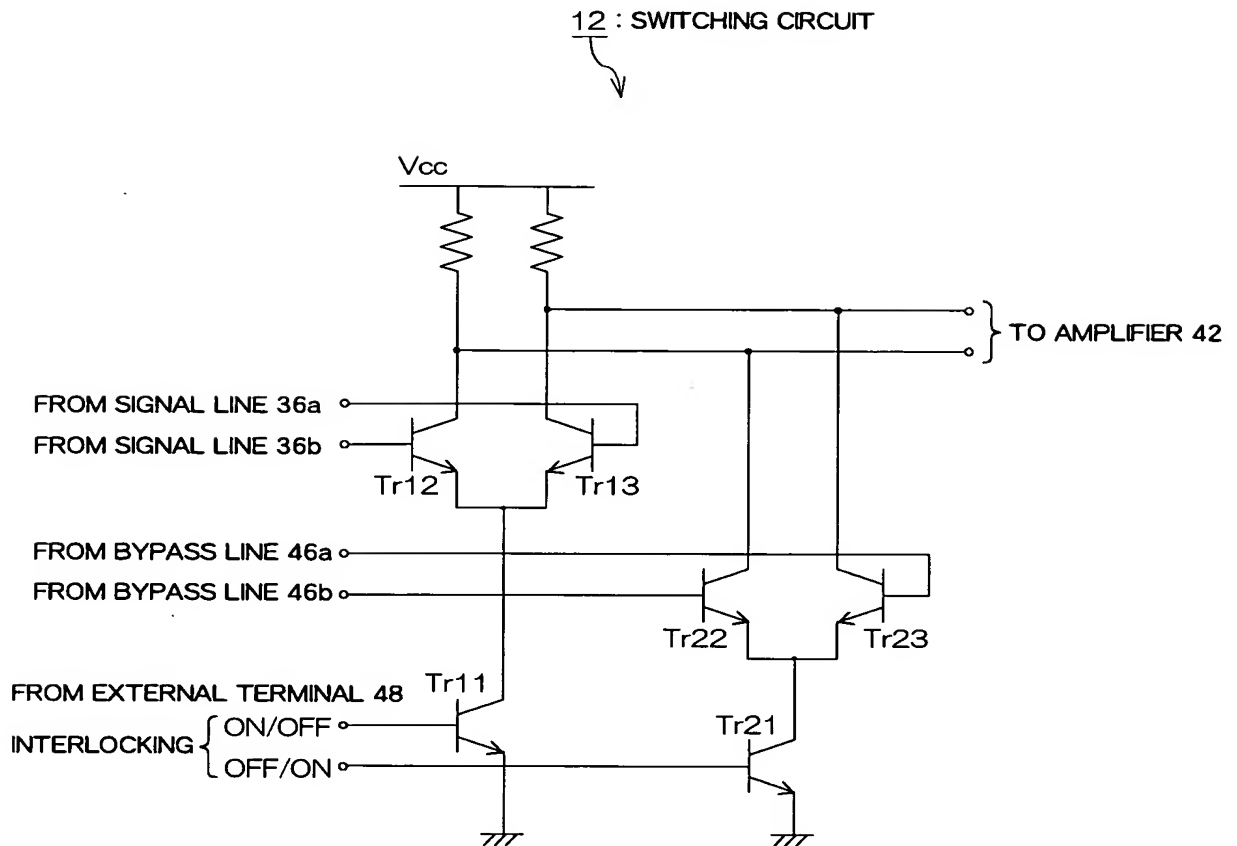 12 : SWITCHING CIRCUIT
Vcc
TO AMPLIFIER 42
FROM SIGNAL LINE 36a
FROM SIGNAL LINE 36b
Tr12
Tr13
FROM BYPASS LINE 46a
FROM BYPASS LINE 46b
Tr22
Tr23
FROM EXTERNAL TERMINAL 48
Tr11
INTERLOCKING
ON/OFF
OFF/ON
Tr21